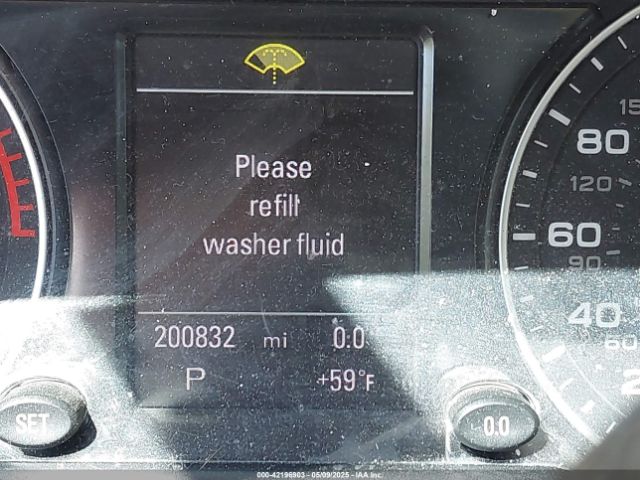 Please
refill
washer fluid
200832 mi 0.0
P +59°F
SET
0.0
80
120
60
90
40
60
000-42196903 - 05/09/2025 - IAA Inc.